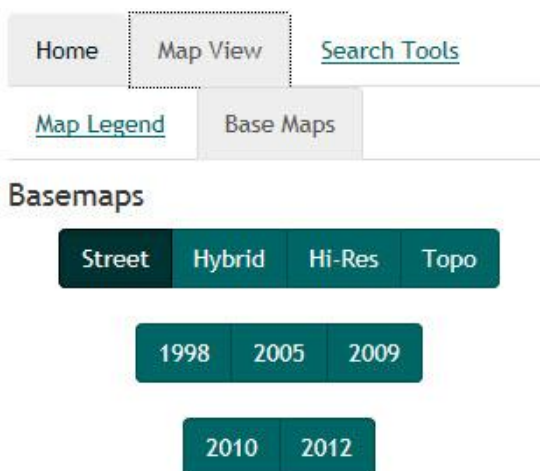 Home Map View Search Tools
Map Legend Base Maps
Basemaps
Street Hybrid Hi-Res Topo
1998 2005 2009
2010 2012